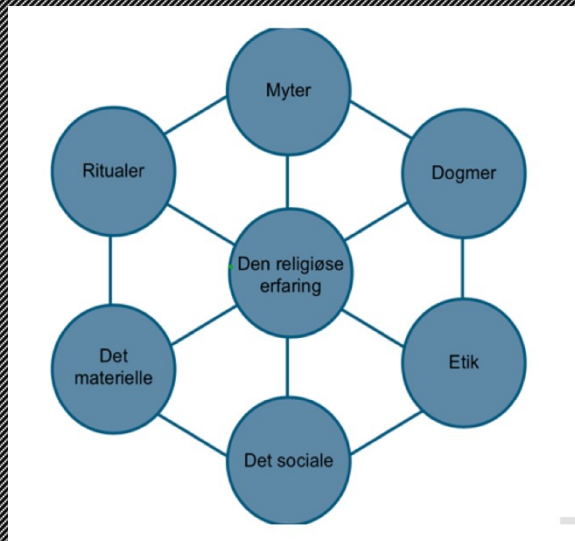 Myter
Ritualer
Dogmer
Den religiøse
erfaring
Det
materielle
Etik
Det sociale